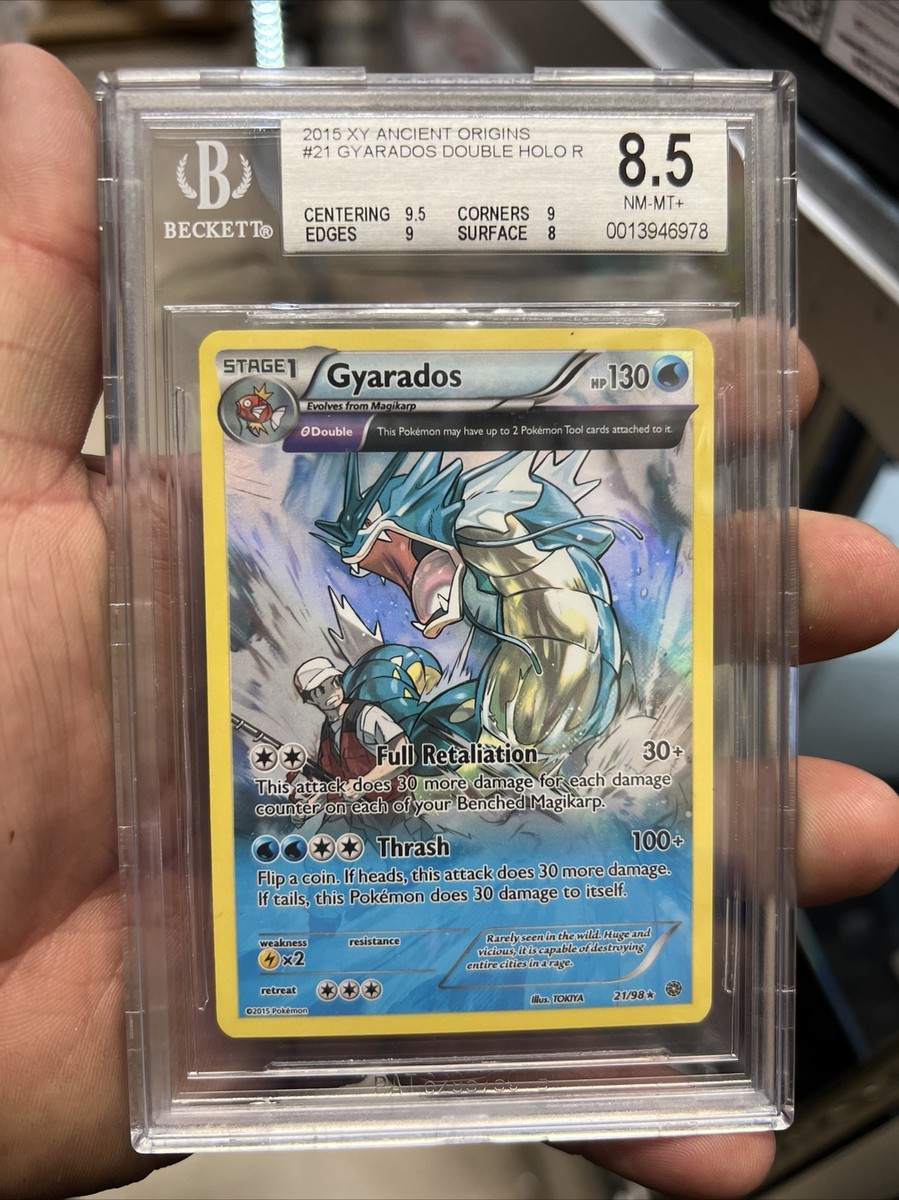 2015 XY ANCIENT ORIGINS
#21 GYARADOS DOUBLE HOLO R
8.5
NM-MT+
B
BECKETT®
CENTERING 9.5 CORNERS 9
EDGES 9 SURFACE 8
0013946978
STAGE1
Gyarados
HP130
Evolves from Magikarp
θDouble
This Pokémon may have up to 2 Pokémon Tool cards attached to it.
Full Retaliation 30+
This attack does 30 more damage for each damage
counter on each of your Benched Magikarp.
Thrash 100+
Flip a coin. If heads, this attack does 30 more damage.
If tails, this Pokémon does 30 damage to itself.
weakness resistance
×2
Rarely seen in the wild. Huge and
vicious, it is capable of destroying
entire cities in a rage.
retreat
Illus. TOKIYA 21/98★
©2015 Pokémon